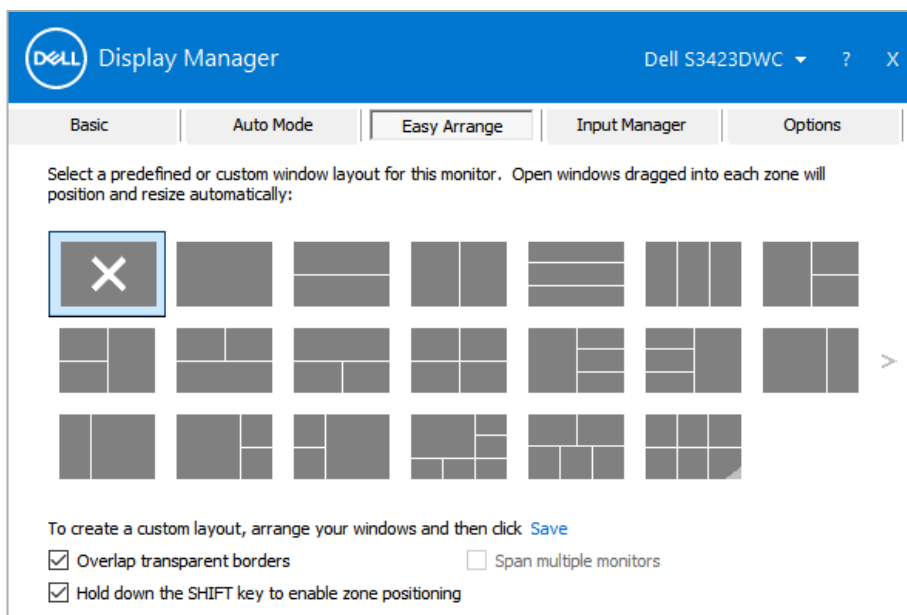 DELL Display Manager Dell S3423DWC ? X
Basic Auto Mode Easy Arrange Input Manager Options
Select a predefined or custom window layout for this monitor. Open windows dragged into each zone will
position and resize automatically:
>
To create a custom layout, arrange your windows and then click Save
Overlap transparent borders Span multiple monitors
Hold down the SHIFT key to enable zone positioning